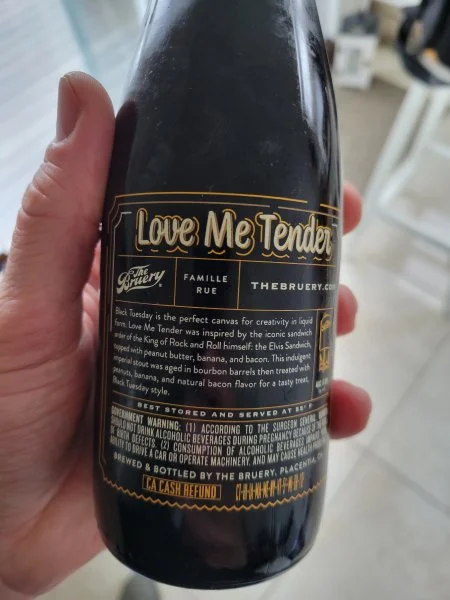 Love Me Tender
The Bruery
FAMILLE
RUE
THEBRUERY.COM
Black Tuesday is the perfect canvas for creativity in liquid
form. Love Me Tender was inspired by the iconic sandwich
order of the King of Rock and Roll himself: the Elvis Sandwich,
topped with peanut butter, banana, and bacon. This indulgent
imperial stout was aged in bourbon barrels then treated with
peanuts, banana, and natural bacon flavor for a tasty treat,
Black Tuesday style.
BEST STORED AND SERVED AT 55°F
GOVERNMENT WARNING: (1) ACCORDING TO THE SURGEON GENERAL,
SHOULD NOT DRINK ALCOHOLIC BEVERAGES DURING PREGNANCY BECAUSE OF
BIRTH DEFECTS. (2) CONSUMPTION OF ALCOHOLIC BEVERAGES IMPAIRS
TO DRIVE A CAR OR OPERATE MACHINERY, AND MAY CAUSE HEALTH
BREWED & BOTTLED BY THE BRUERY, PLACENTIA,
CA CASH REFUND